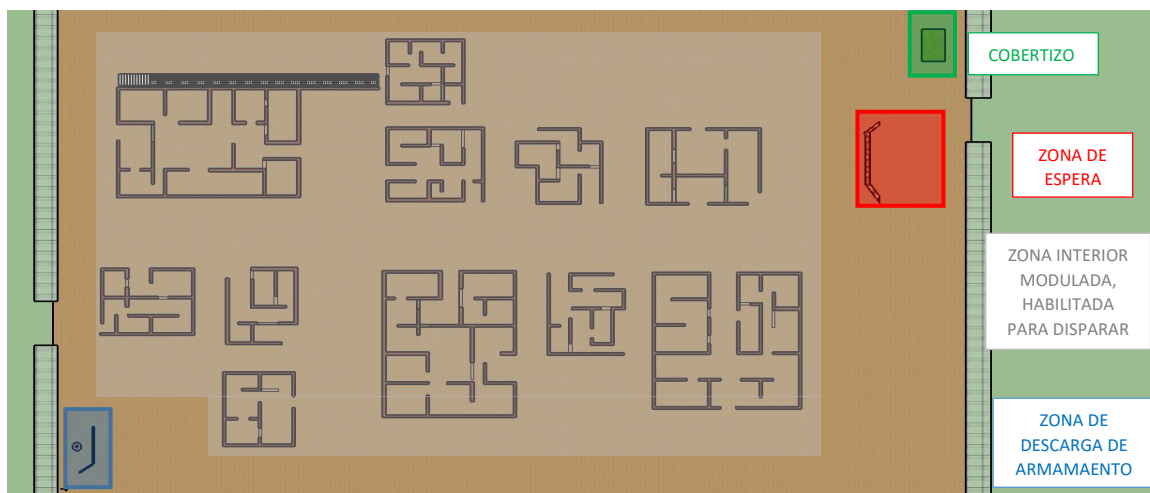 COBERTIZO
ZONA DE
ESPERA
ZONA INTERIOR
MODULADA,
HABILITADA
PARA DISPARAR
ZONA DE
DESCARGA DE
ARMAMAENTO